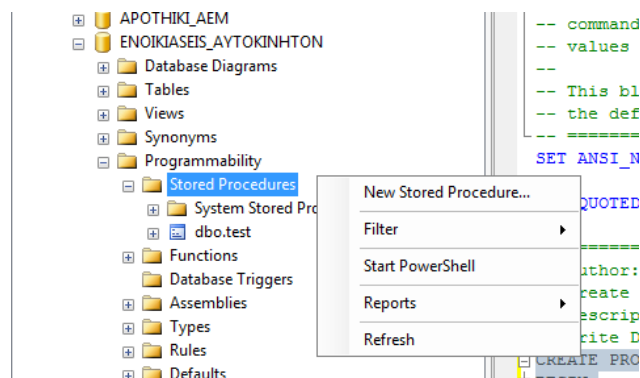 APOTHIKI_AEM
ENOIKIASEIS_AYTOKINHTON
Database Diagrams
Tables
Views
Synonyms
Programmability
Stored Procedures
System Stored Pro
dbo.test
Functions
Database Triggers
Assemblies
Types
Rules
Defaults
New Stored Procedure...
Filter
Start PowerShell
Reports
Refresh
-- command
-- values
--
-- This bl
-- the def
-- =======
SET ANSI_N
QUOTED
=====
uthor:
reate
escrip
rite D
CREATE PRO